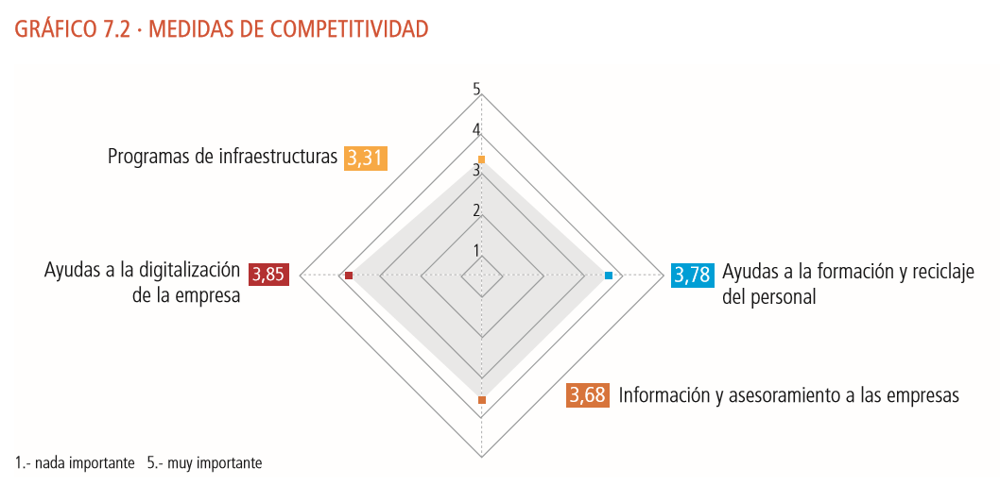 GRÁFICO 7.2 · MEDIDAS DE COMPETITIVIDAD
5
4
3
2
1
Programas de infraestructuras 3,31
Ayudas a la digitalización
de la empresa
3,85
3,78
Ayudas a la formación y reciclaje
del personal
3,68 Información y asesoramiento a las empresas
1.- nada importante 5.- muy importante